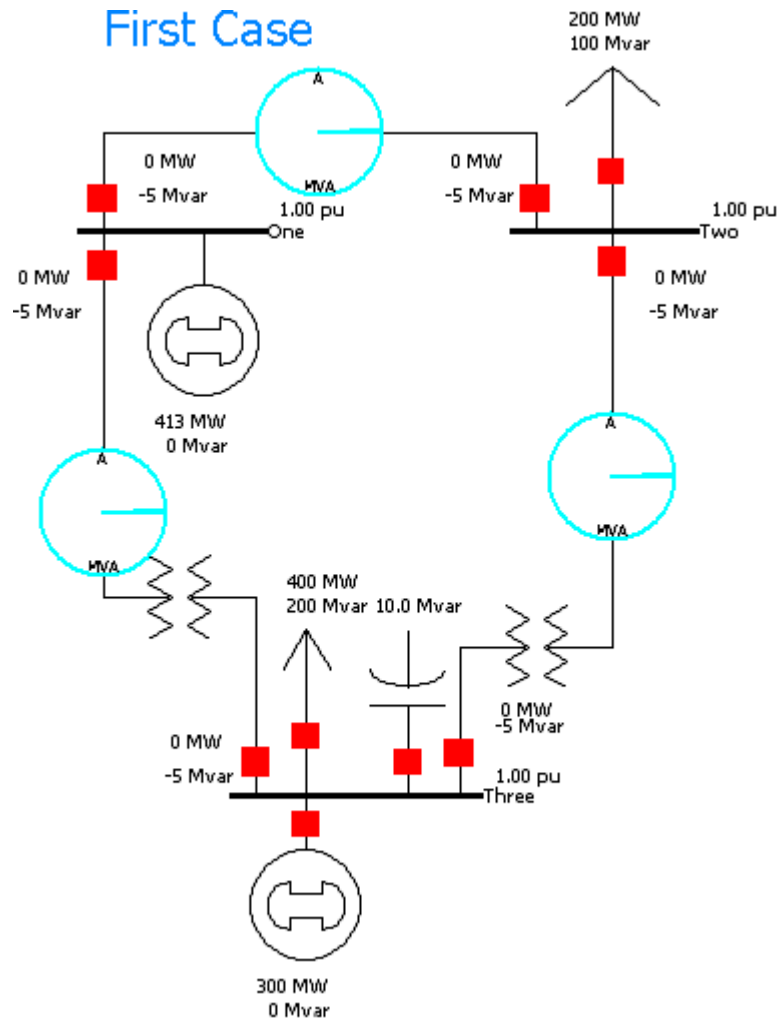 First Case
200 MW
100 Mvar
A
0 MW
0 MW
MVA
-5 Mvar
-5 Mvar
1.00 pu
1.00 pu
One
Two
0 MW
0 MW
-5 Mvar
-5 Mvar
413 MW
0 Mvar
A
A
MVA
MVA
400 MW
200 Mvar
10.0 Mvar
0 MW
-5 Mvar
0 MW
-5 Mvar
1.00 pu
Three
300 MW
0 Mvar